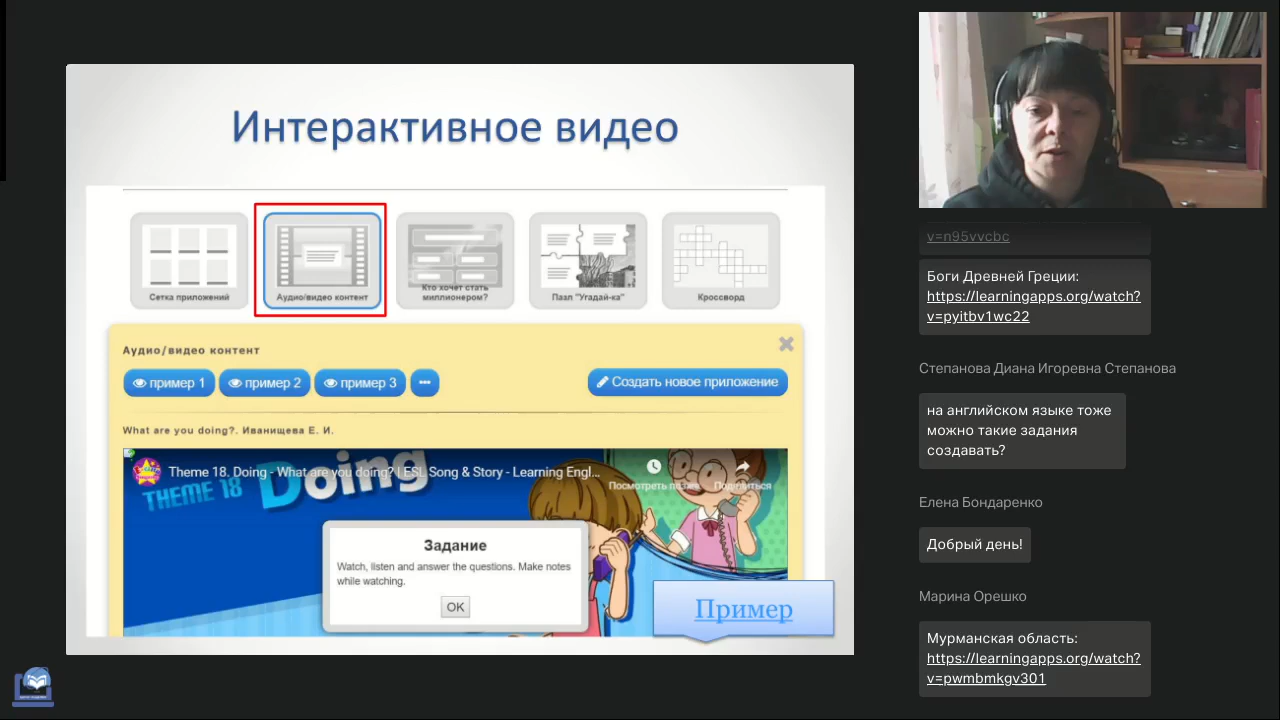 Интерактивное видео
Сетка приложений
Аудио/видео контент
Кто хочет стать
миллионером?
Пазл "Угадай-ка"
Кроссворд
Аудио/видео контент
пример 1
пример 2
пример 3
Создать новое приложение
What are you doing?. Иванищева Е. И.
Theme 18. Doing - What are you doing? | ESL Song & Story - Learning Engl...
Посмотреть позже
Поделиться
THEME 18 Doing
Задание
Watch, listen and answer the questions. Make notes
while watching.
OK
Пример
v=n95vvcbc
Боги Древней Греции:
https://learningapps.org/watch?
v=pyitbv1wc22
Степанова Диана Игоревна Степанова
на английском языке тоже
можно такие задания
создавать?
Елена Бондаренко
Добрый день!
Марина Орешко
Мурманская область:
https://learningapps.org/watch?
v=pwmbmkgv301